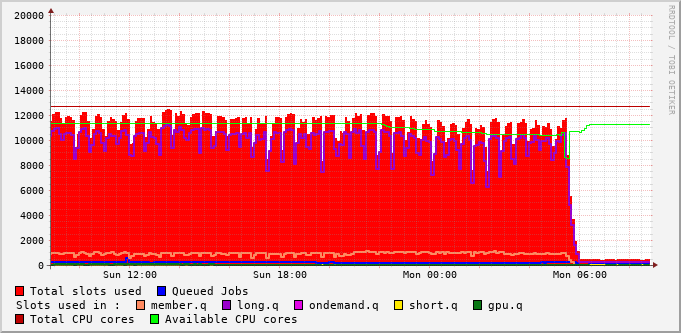 20000
18000
16000
14000
12000
10000
8000
6000
4000
2000
0
Sun 12:00 Sun 18:00 Mon 00:00 Mon 06:00
RRDTOOL / TOBI OETIKER
Total slots used Queued Jobs
Slots used in : member.q long.q ondemand.q short.q gpu.q
Total CPU cores Available CPU cores